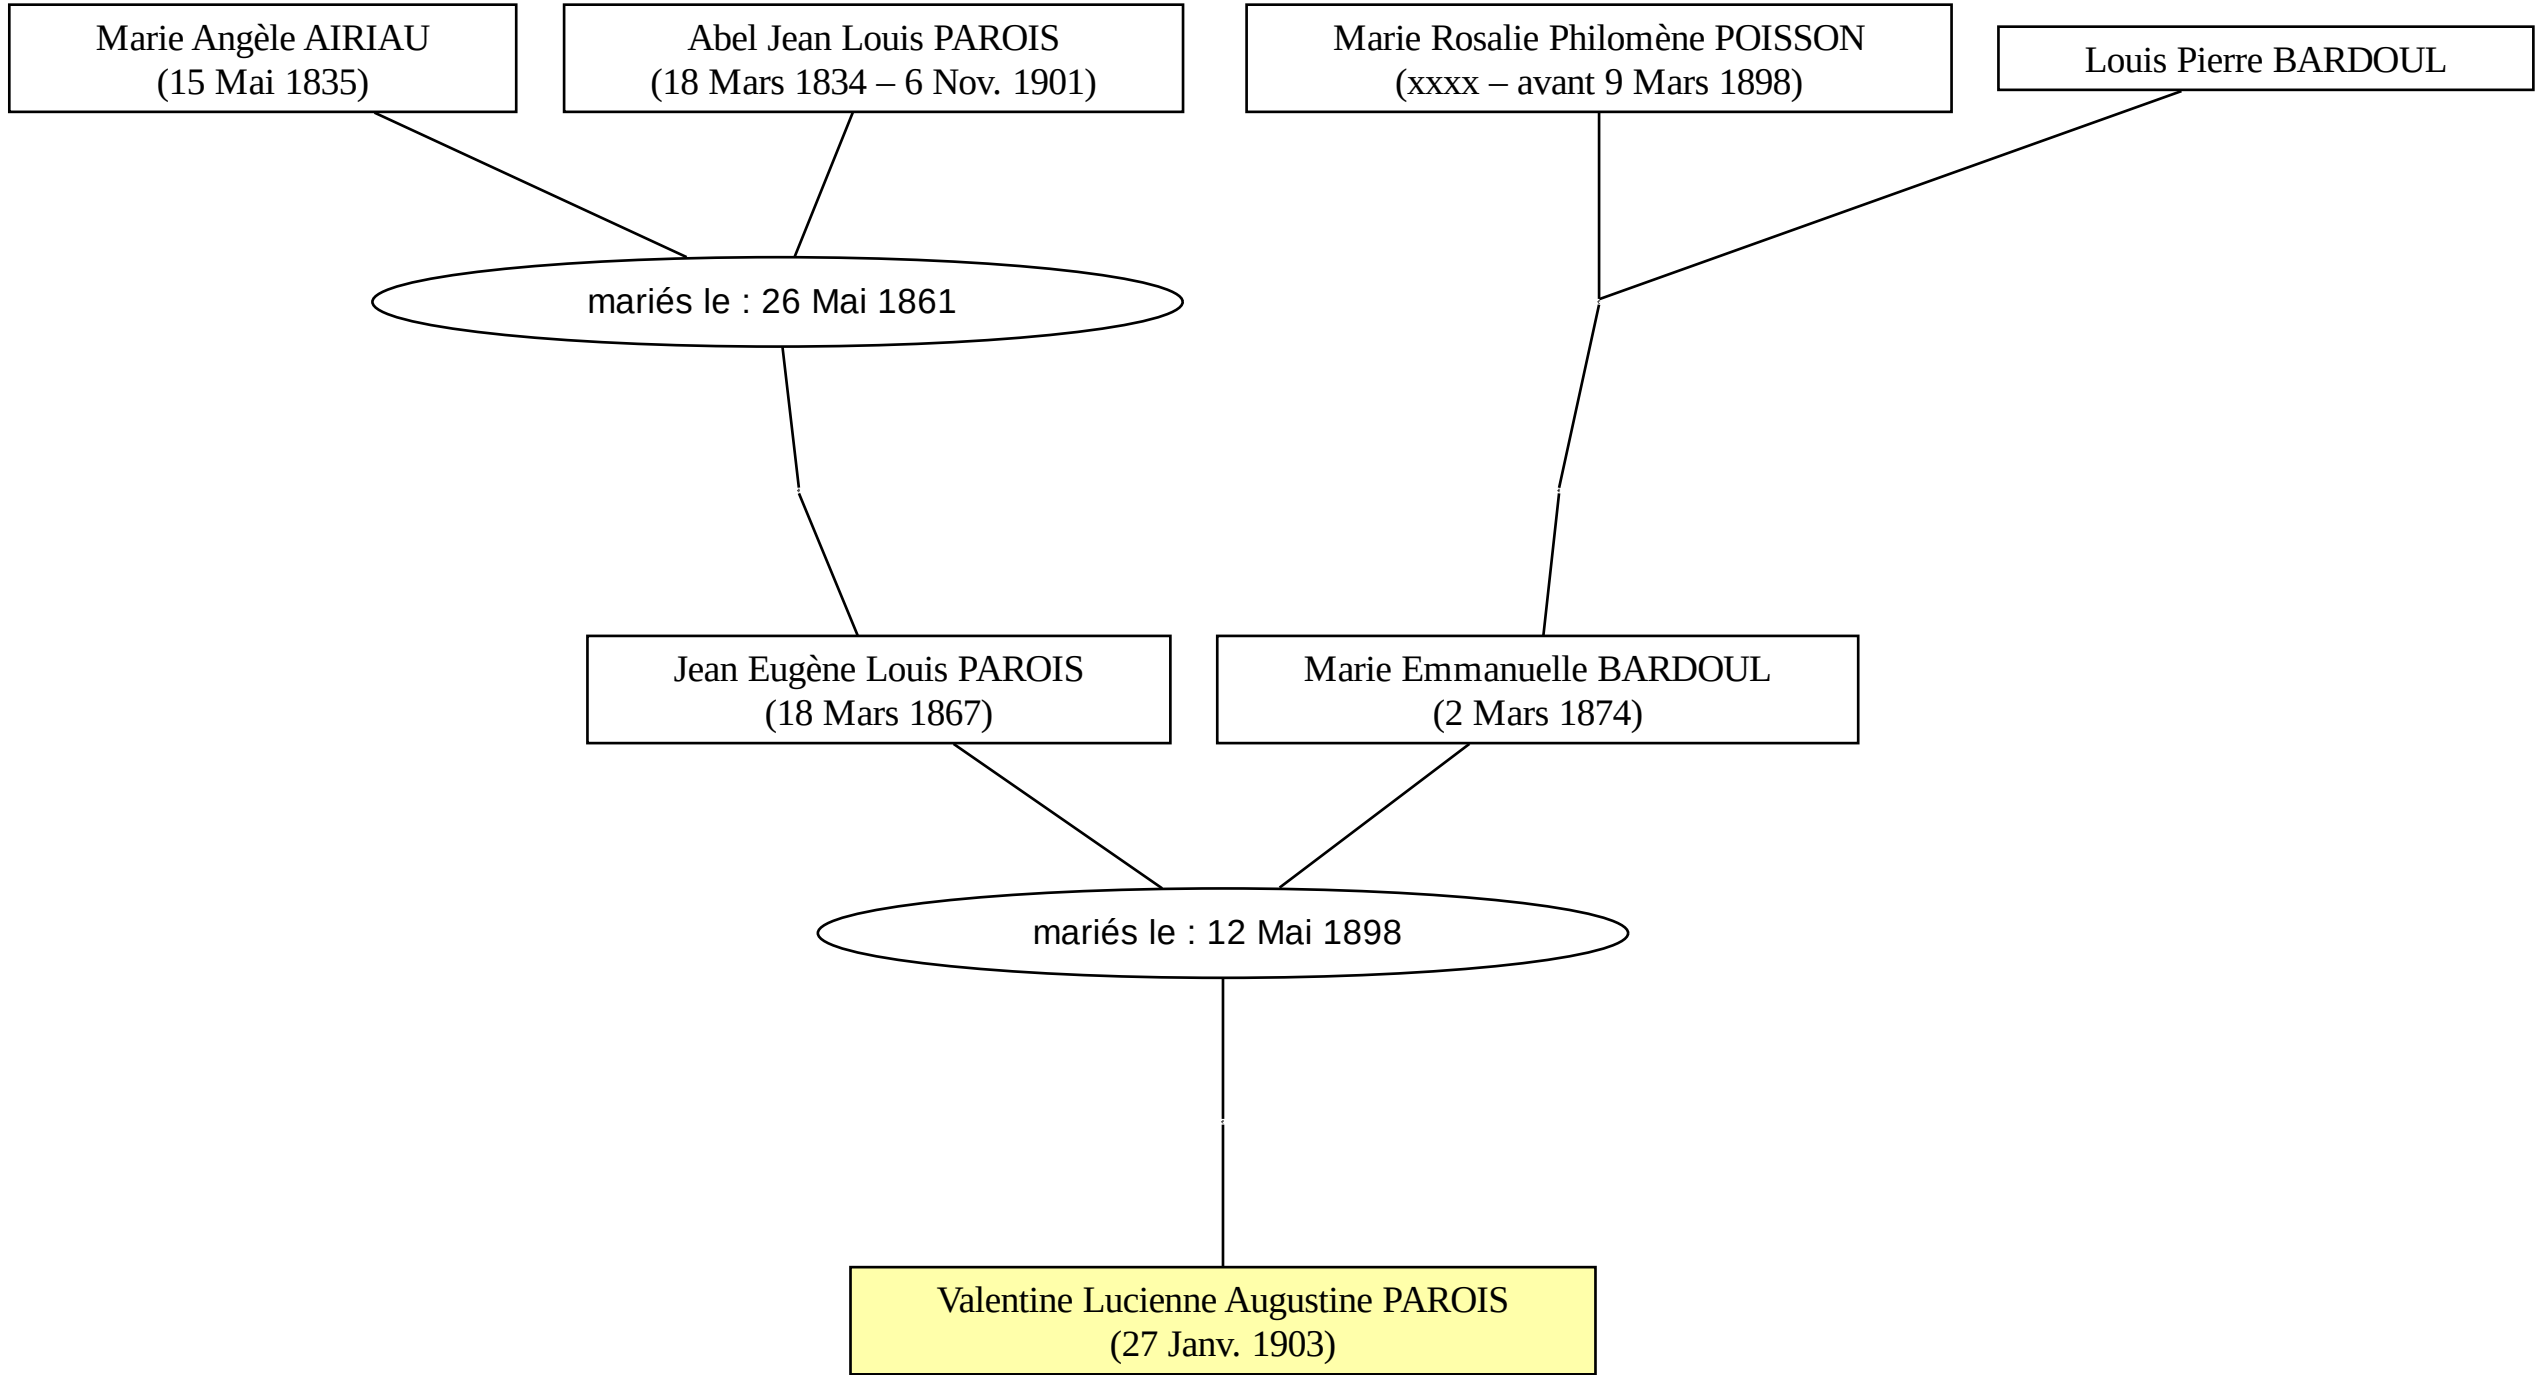 Marie Angèle AIRIAU
(15 Mai 1835)
Abel Jean Louis PAROIS
(18 Mars 1834 – 6 Nov. 1901)
Marie Rosalie Philomène POISSON
(xxxx – avant 9 Mars 1898)
Louis Pierre BARDOUL
mariés le : 26 Mai 1861
Jean Eugène Louis PAROIS
(18 Mars 1867)
Marie Emmanuelle BARDOUL
(2 Mars 1874)
mariés le : 12 Mai 1898
Valentine Lucienne Augustine PAROIS
(27 Janv. 1903)